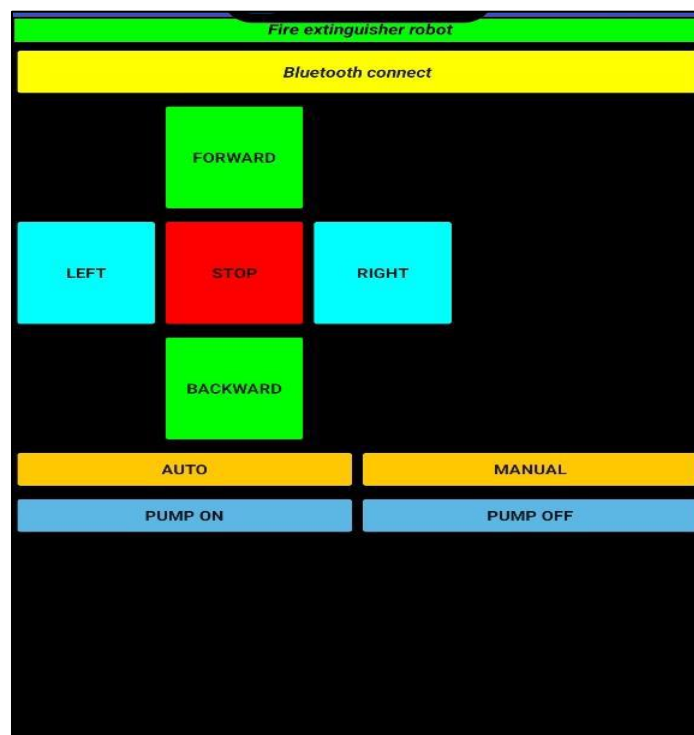 Fire extinguisher robot
Bluetooth connect
FORWARD
LEFT STOP RIGHT
BACKWARD
AUTO MANUAL
PUMP ON PUMP OFF